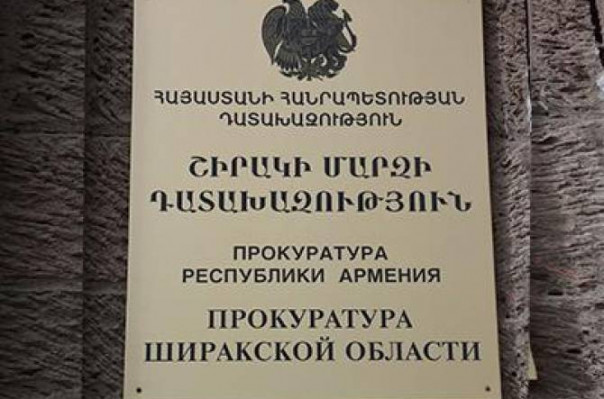 ՀԱՅԱՍՏԱՆԻ ՀԱՆՐԱՊԵՏՈՒԹՅԱՆ
ԴԱՏԱԽԱԶՈՒԹՅՈՒՆ
ՇԻՐԱԿԻ ՄԱՐԶԻ
ԴԱՏԱԽԱԶՈՒԹՅՈՒՆ
ПРОКУРАТУРА
РЕСПУБЛИКИ АРМЕНИЯ
ПРОКУРАТУРА
ШИРАКСКОЙ ОБЛАСТИ